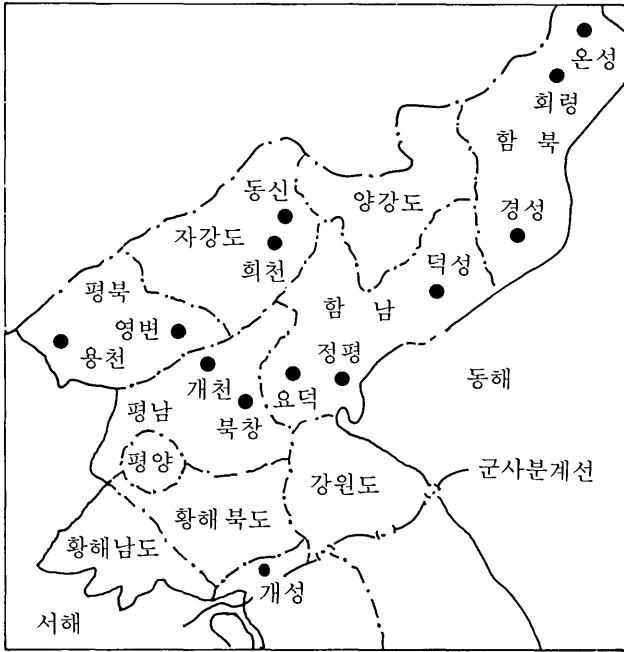 온성
회령
함 북
동신
양강도
경성
자강도
희천
덕성
평북
함 남
영변
용천
정평
개천
요덕
동해
평남
북창
평양
강원도
군사분계선
황해북도
황해남도
개성
서해